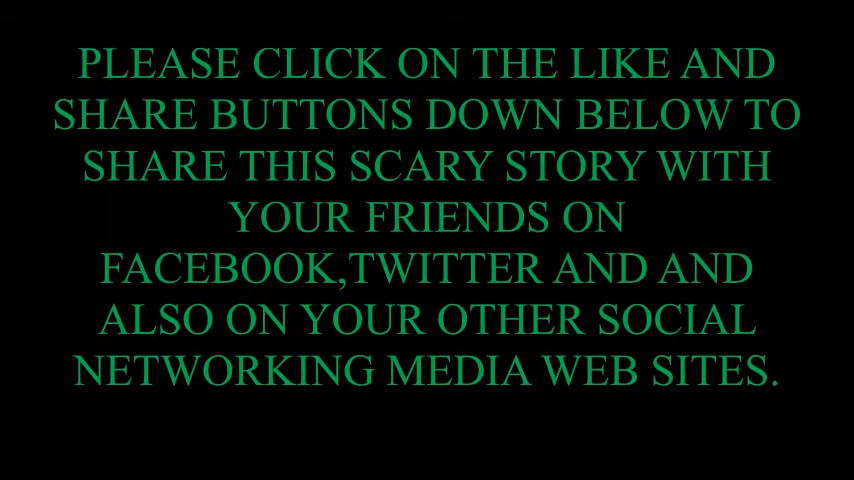 PLEASE CLICK ON THE LIKE AND
SHARE BUTTONS DOWN BELOW TO
SHARE THIS SCARY STORY WITH
YOUR FRIENDS ON
FACEBOOK,TWITTER AND AND
ALSO ON YOUR OTHER SOCIAL
NETWORKING MEDIA WEB SITES.